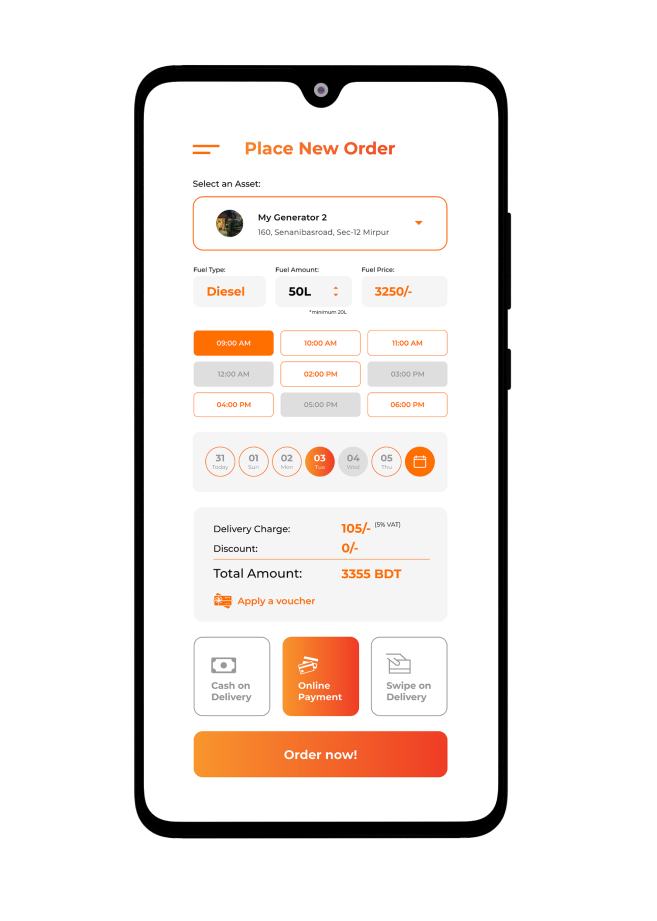 Place New Order
Select an Asset:
My Generator 2
160, Senanibasroad, Sec-12 Mirpur
Fuel Type: Fuel Amount: Fuel Price:
Diesel 50L 3250/-
*minimum 20L
09:00 AM 10:00 AM 11:00 AM
12:00 AM 02:00 PM 03:00 PM
04:00 PM 05:00 PM 06:00 PM
31 01 02 03 04 05
Today Sun Mon Tue Wed Thu
Delivery Charge: 105/- (5% VAT)
Discount: 0/-
Total Amount: 3355 BDT
Apply a voucher
Cash on
Delivery
Online
Payment
Swipe on
Delivery
Order now!